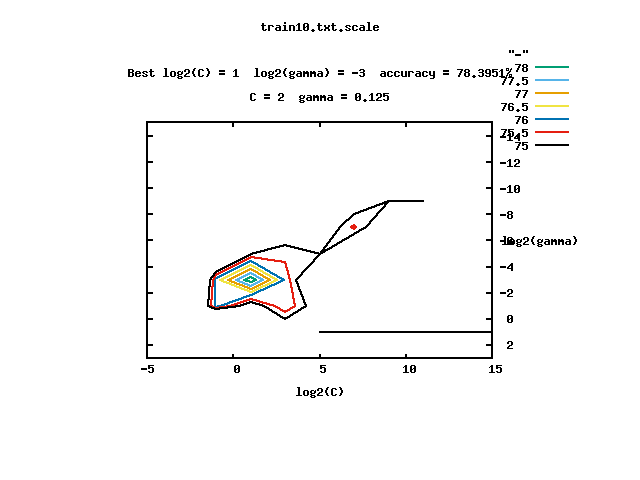 train10.txt.scale
"-"
Best log2(C) = 1  log2(gamma) = -3  accuracy = 78.3951%
78
77.5
77
C = 2  gamma = 0.125
76.5
76
75.5
-14
75
-12
-10
-8
-6
log2(gamma)
-4
-2
0
2
-5 0 5 10 15
log2(C)